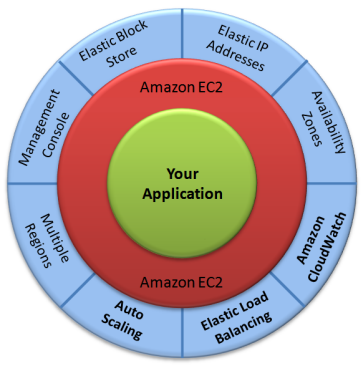 Elastic Block
Store
Elastic IP
Addresses
Availability
Zones
Amazon
CloudWatch
Elastic Load
Balancing
Auto
Scaling
Multiple
Regions
Management
Console
Amazon EC2
Your
Application
Amazon EC2